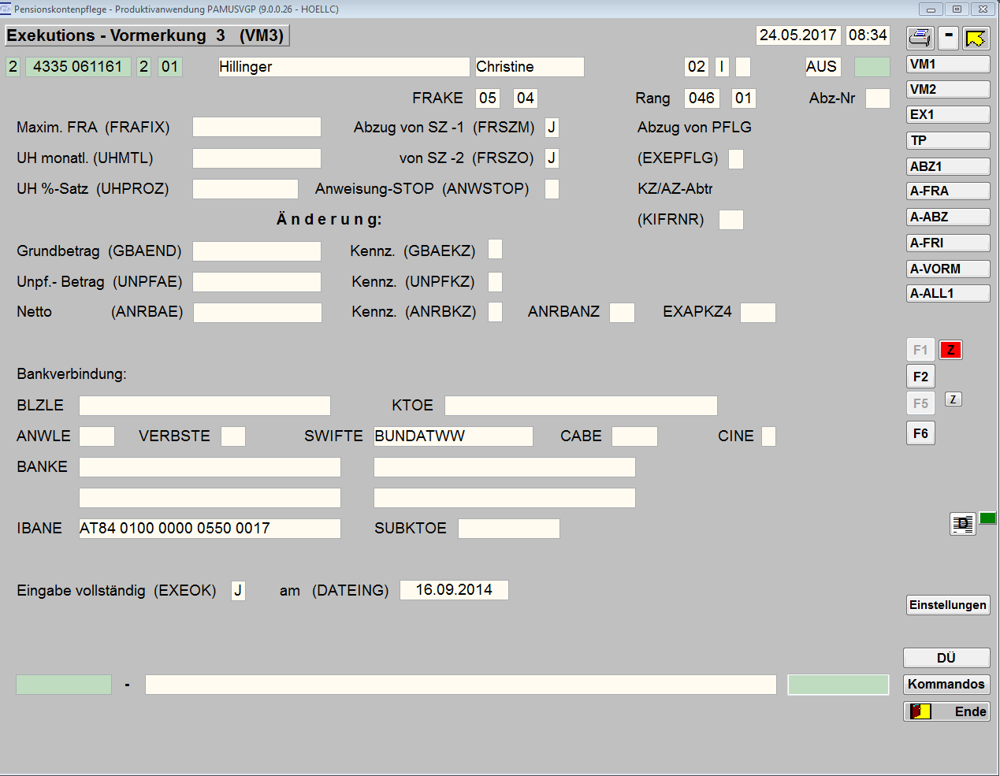 Pensionskontenpflege - Produktivanwendung PAMUSVGP (9.0.0.26 - HOELLC)
Exekutions - Vormerkung 3 (VM3) 24.05.2017 08:34 -
2 4335 061161 2 01 Hillinger Christine 02 I AUS VM1
FRAKE 05 04 Rang 046 01 Abz-Nr VM2
Maxim. FRA (FRAFIX) Abzug von SZ -1 (FRSZM) J Abzug von PFLG EX1
TP
UH monatl. (UHMTL) von SZ -2 (FRSZO) J (EXEPFLG) ABZ1
UH %-Satz (UHPROZ) Anweisung-STOP (ANWSTOP) KZ/AZ-Abtr A-FRA
Änderung: (KIFRNR) A-ABZ
Grundbetrag (GBAEND) Kennz. (GBAEKZ) A-FRI
A-VORM
Unpf.- Betrag (UNPFAE) Kennz. (UNPFKZ) A-ALL1
Netto (ANRBAE) Kennz. (ANRBKZ) ANRBANZ EXAPKZ4
F1 Z
Bankverbindung: F2
BLZLE KTOE F5 Z
ANWLE VERBSTE SWIFTE BUNDATWW CABE CINE F6
BANKE
IBANE AT84 0100 0000 0550 0017 SUBKTOE D
Eingabe vollständig (EXEOK) J am (DATEING) 16.09.2014
Einstellungen
DÜ
- Kommandos
Ende